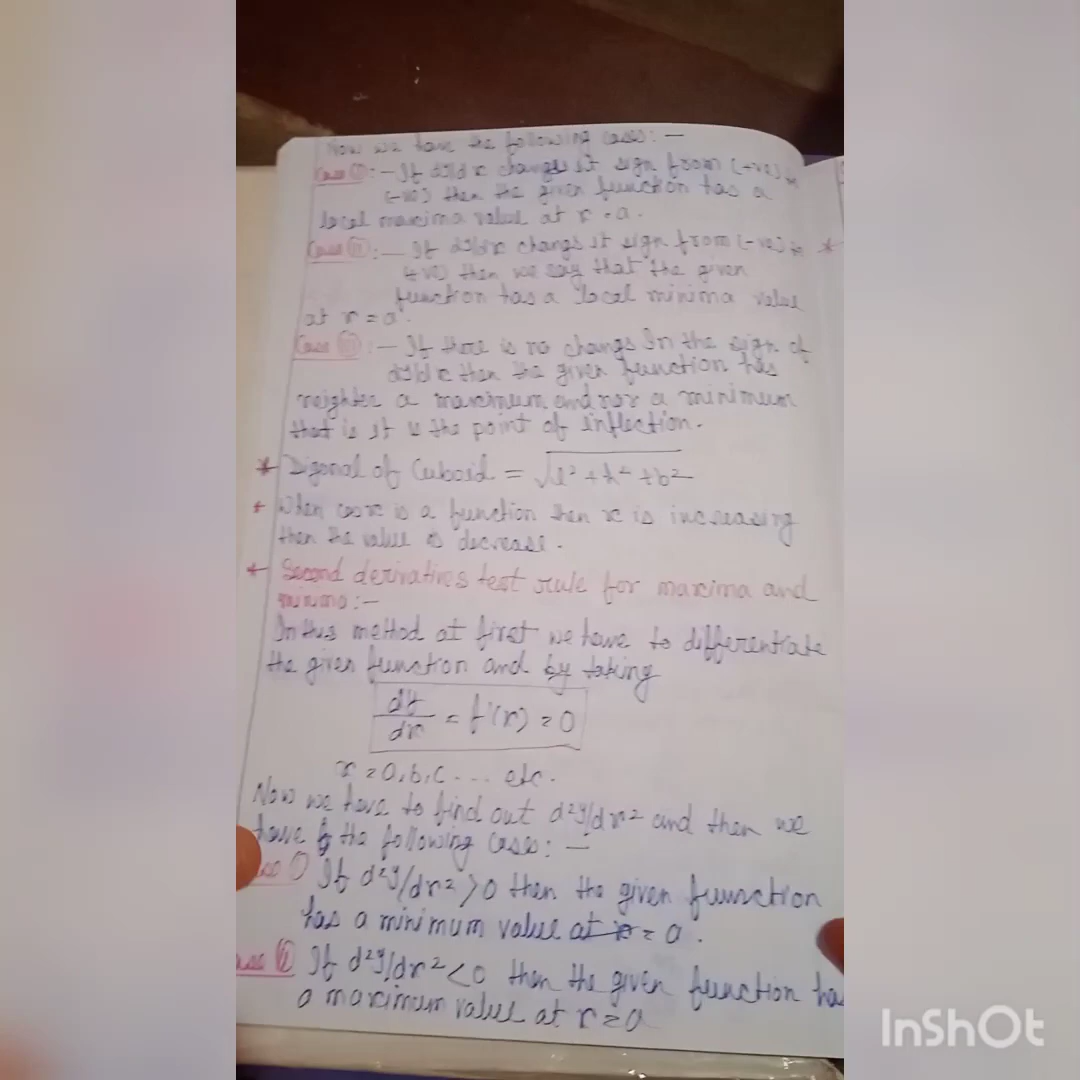 Now we have the following cases: —
Case (I): — If dy/dx changes it sign from (+ve) to
(-ve) then the given function has a
local maxima value at x = a.
Case (II): — If dy/dx changes it sign from (-ve) to *
(+ve) then we say that the given
function has a local minima value
at x = a.
Case (III): — If there is no change In the sign of
dy/dx then the given function has
neighter a maximum and nor a minimum
that is it is the point of inflection.
* Digonal of Cuboid = √l² + h² + b²
* When cosx is a function then x is increasing
then the value is decrease.
* Second derivatives test rule for maxima and
minima: —
In this method at first we have to differentiate
the given function and by taking
dy/dx = f'(x) = 0
x = a, b, c .... etc.
Now we have to find out d²y/dx² and then we
have the following cases: —
Case (I) If d²y/dx² > 0 then the given function
has a minimum value at x = a.
Case (II) If d²y/dx² < 0 then the given function has
a maximum value at x = a
InShOt